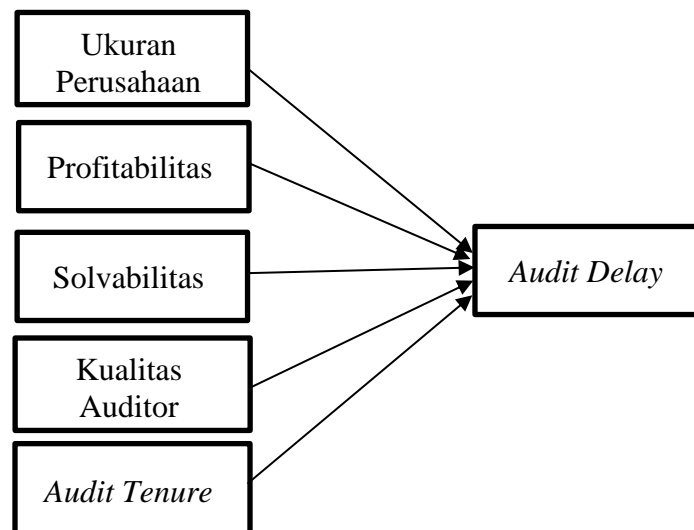 Ukuran
Perusahaan
Profitabilitas
Solvabilitas
Kualitas
Auditor
Audit Tenure
Audit Delay